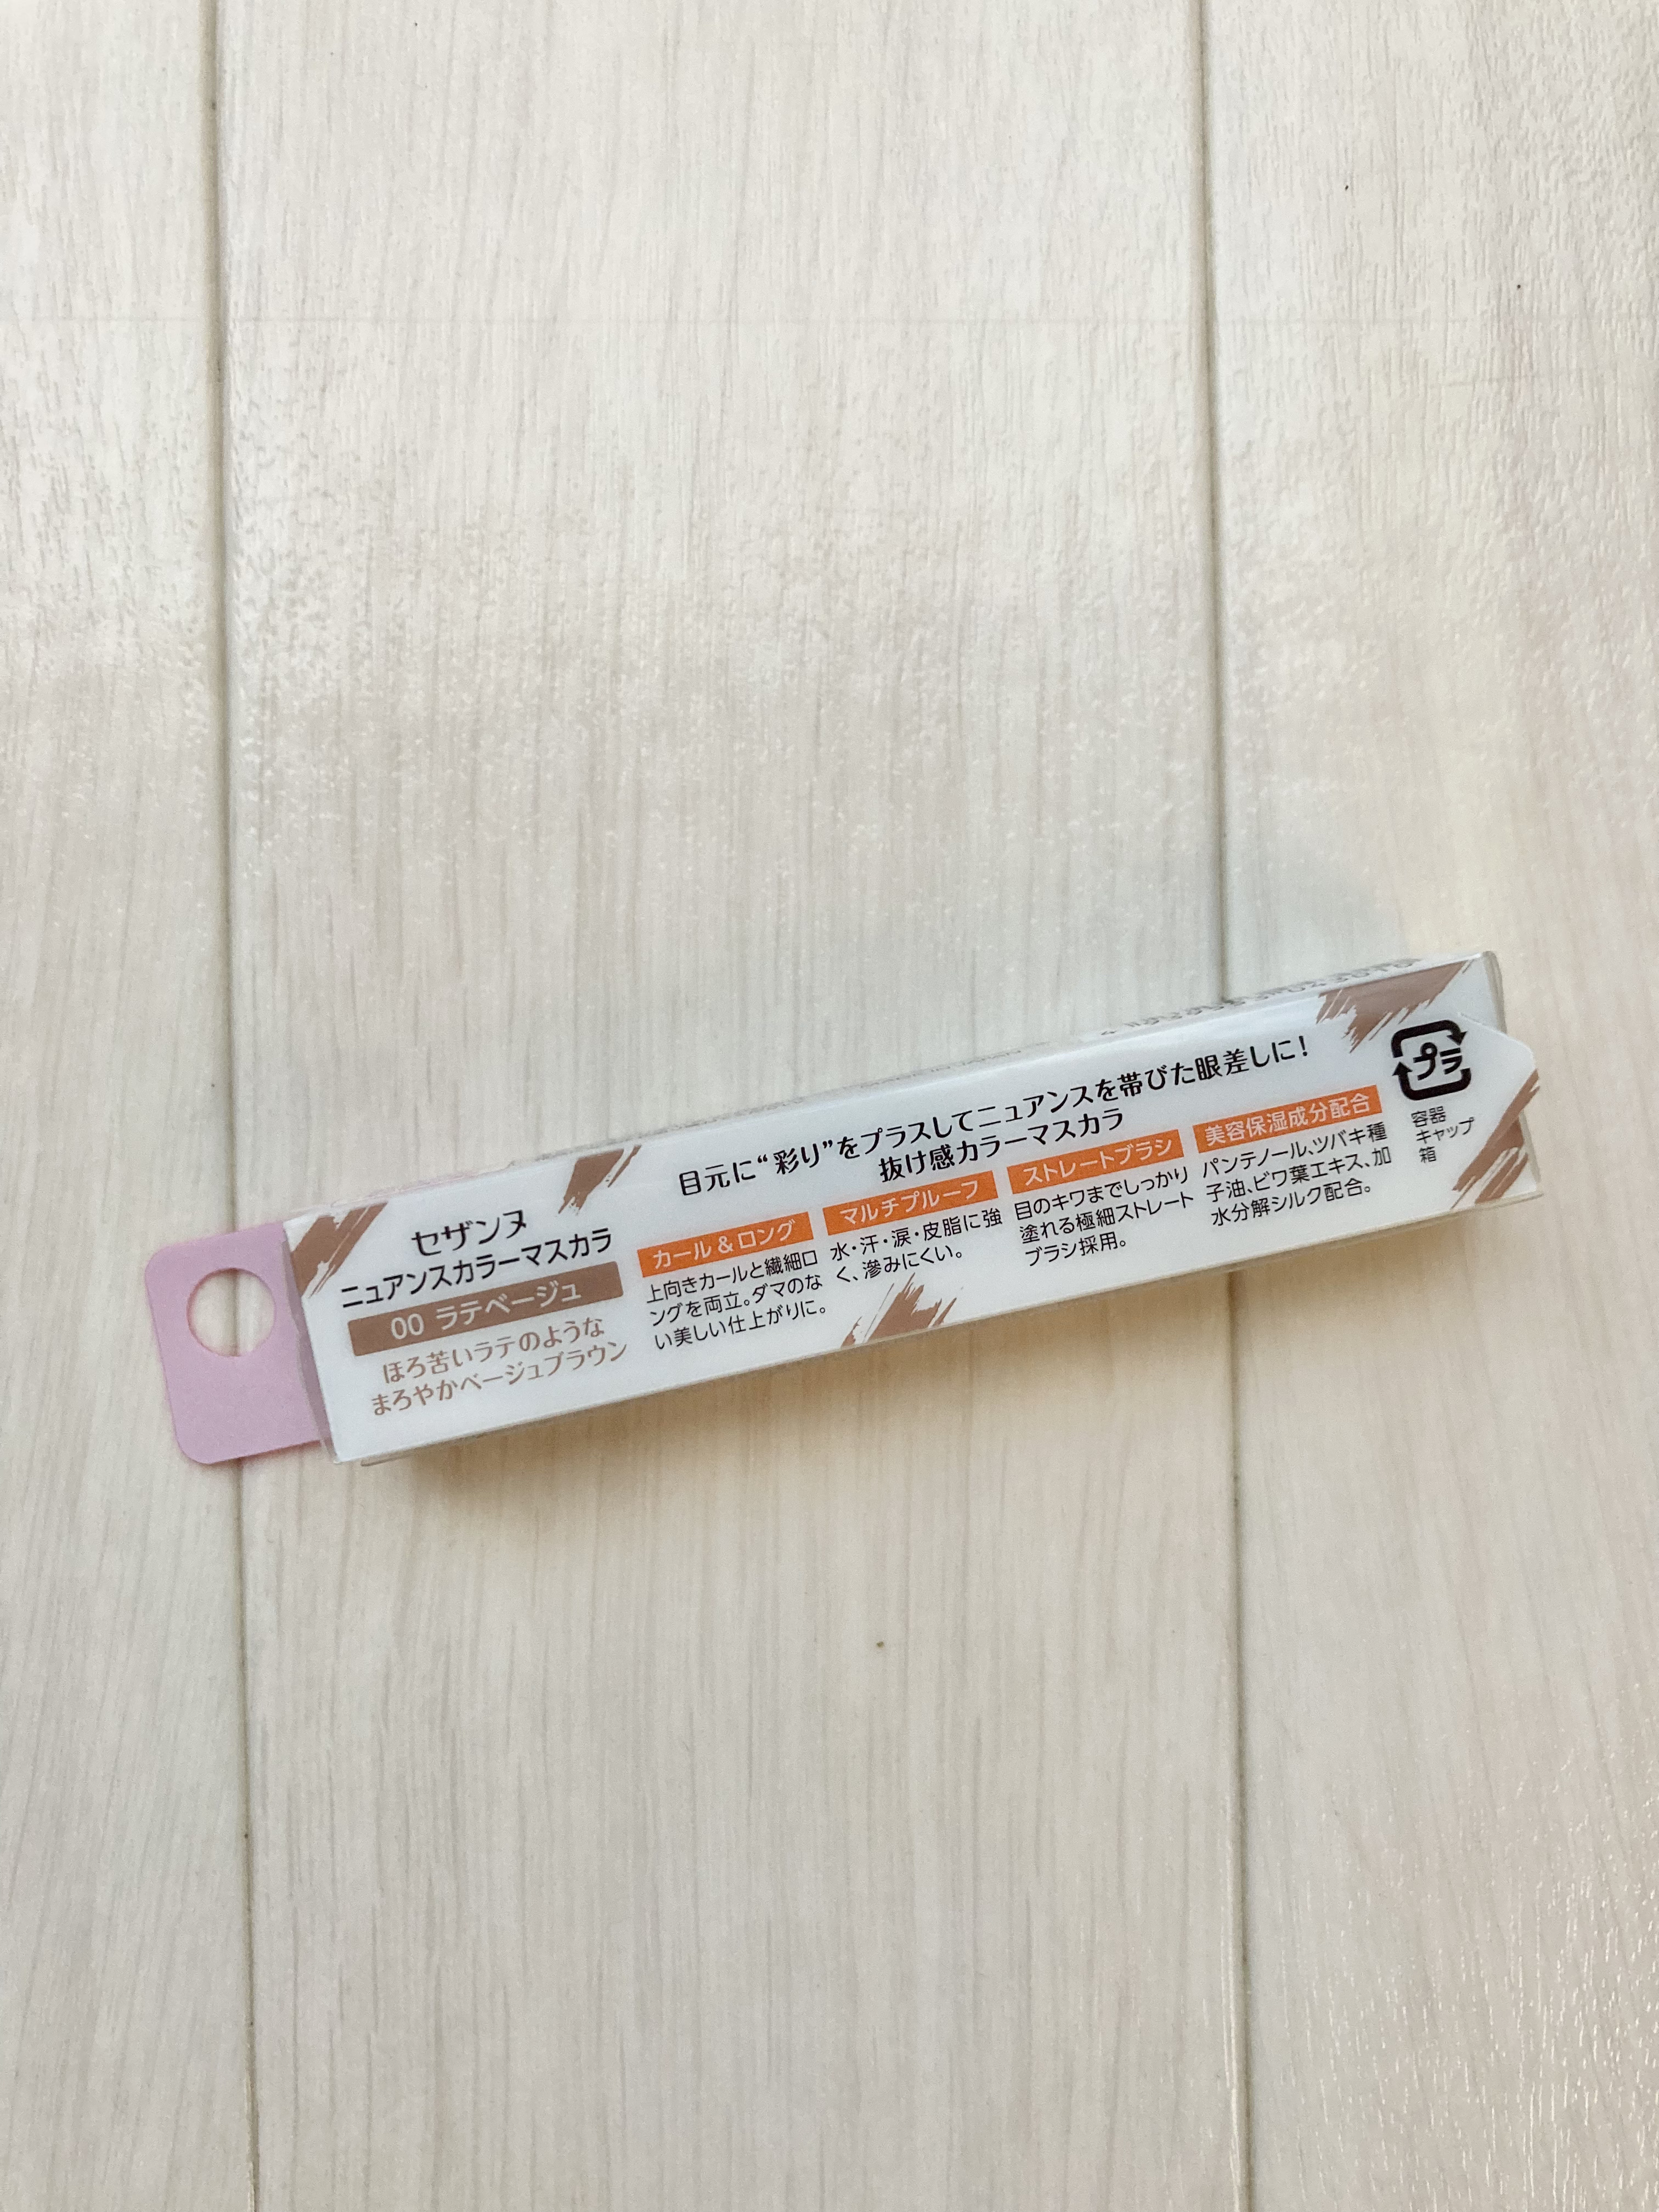 セザンヌ
ニュアンスカラーマスカラ
00 ラテベージュ
ほろ苦いラテのような
まろやかベージュブラウン
目元に“彩り”をプラスしてニュアンスを帯びた眼差しに!
抜け感カラーマスカラ
カール&ロング
上向きカールと繊細ロ
ングを両立。ダマのな
い美しい仕上がりに。
マルチプルーフ
水・汗・涙・皮脂に強
く、滲みにくい。
ストレートブラシ
目のキワまでしっかり
塗れる極細ストレート
ブラシ採用。
美容保湿成分配合
パンテノール、ツバキ種
子油、ビワ葉エキス、加
水分解シルク配合。
プラ
容器
キャップ
箱